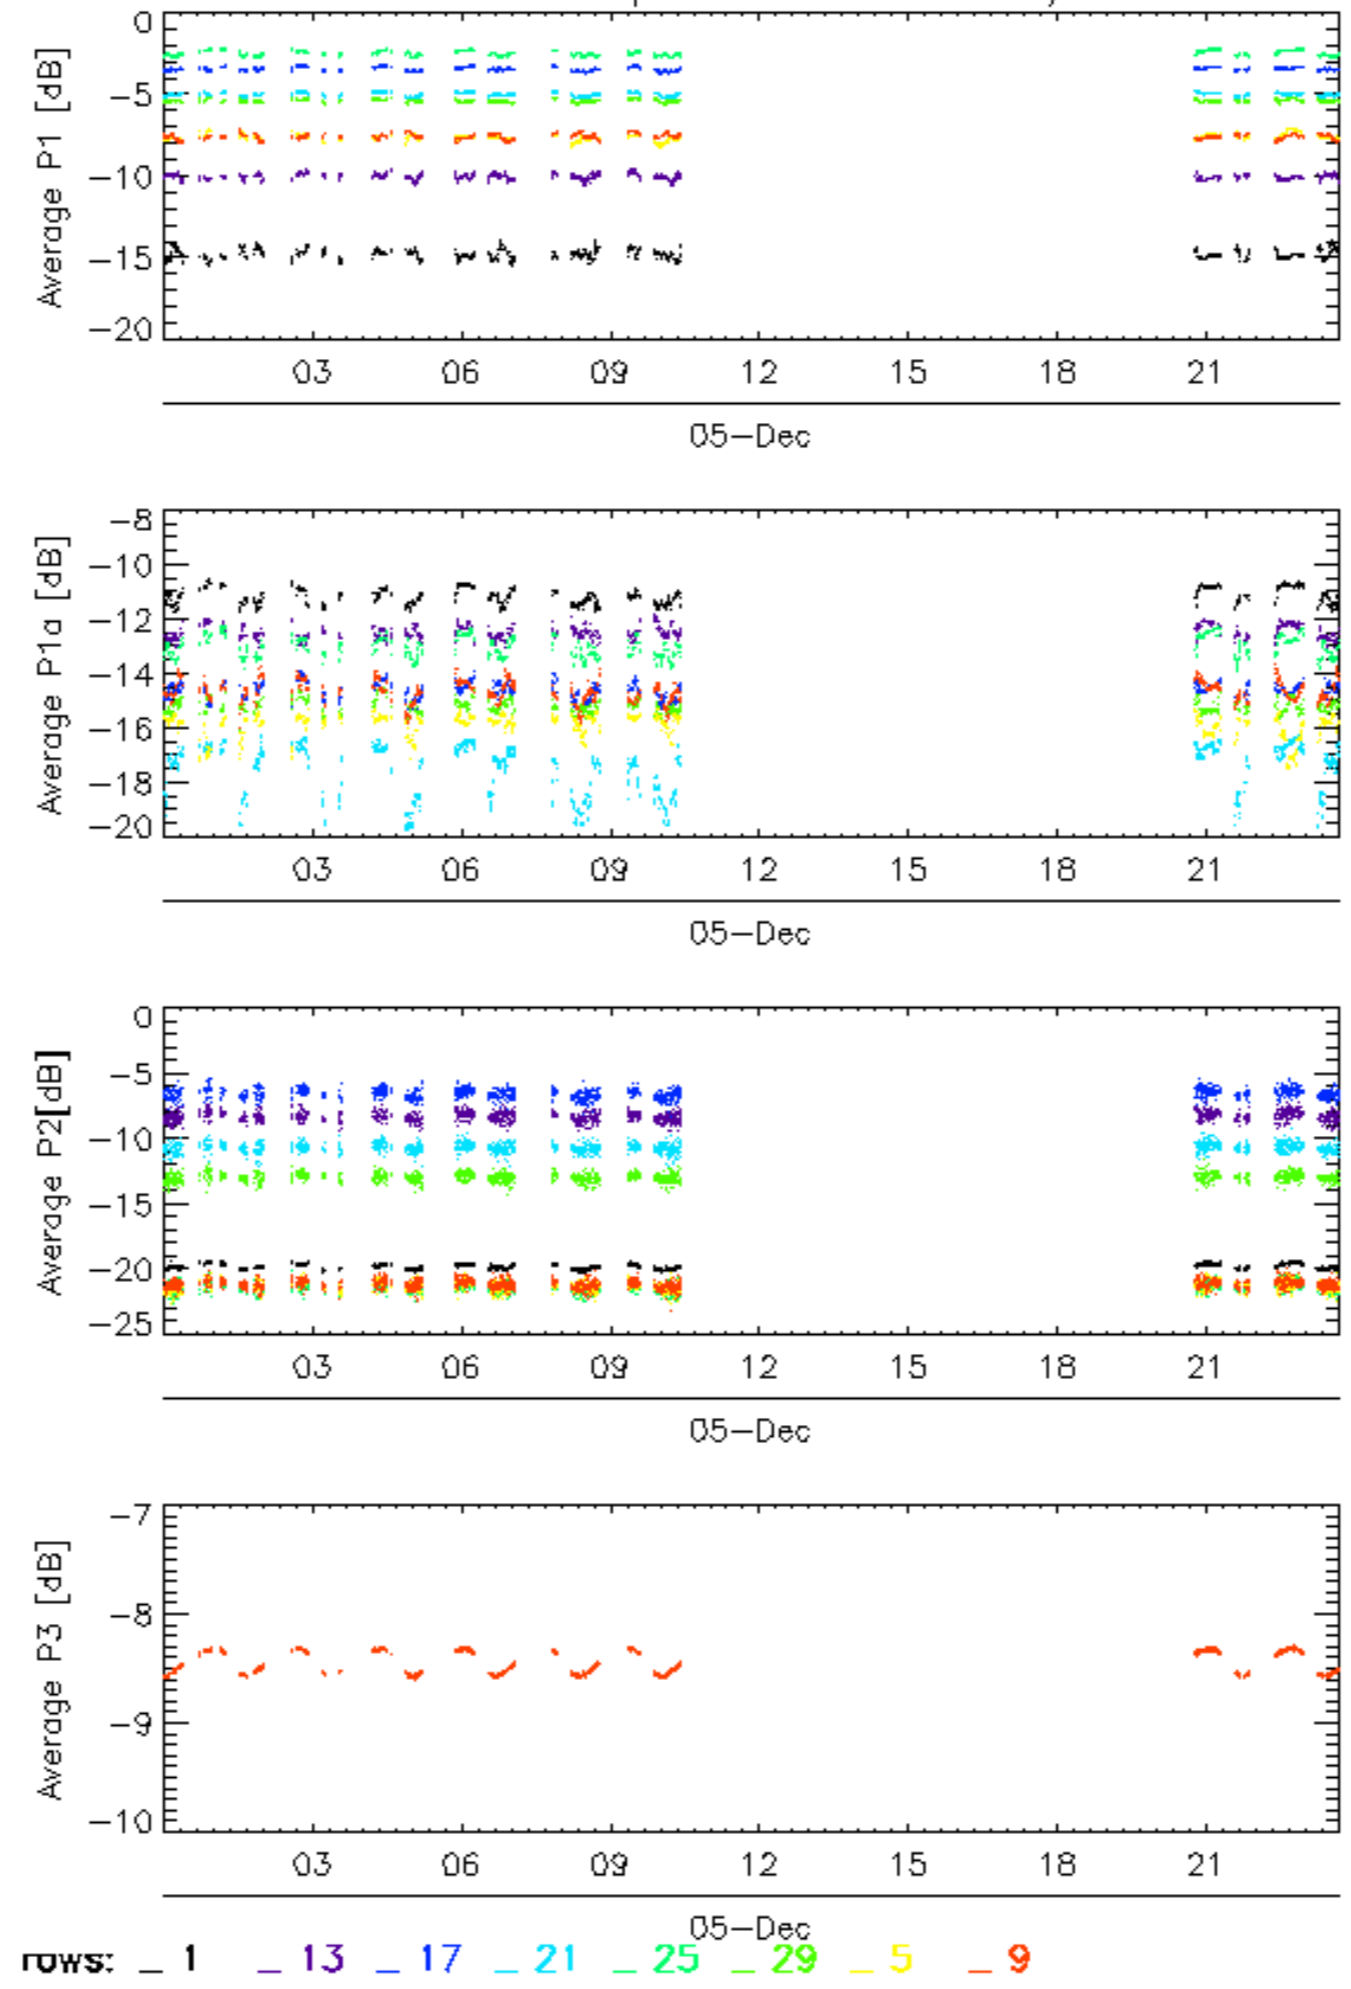 0
−5
−10
−15
−20
Average P1 [dB]
03 06 09 12 15 18 21
05−Dec
−8
−10
−12
−14
−16
−18
−20
Average P1a [dB]
03 06 09 12 15 18 21
05−Dec
0
−5
−10
−15
−20
−25
Average P2[dB]
03 06 09 12 15 18 21
05−Dec
−7
−8
−9
−10
Average P3 [dB]
03 06 09 12 15 18 21
05−Dec
rows: _ 1 _ 13 _ 17 _ 21 _ 25 _ 29 _ 5 _ 9